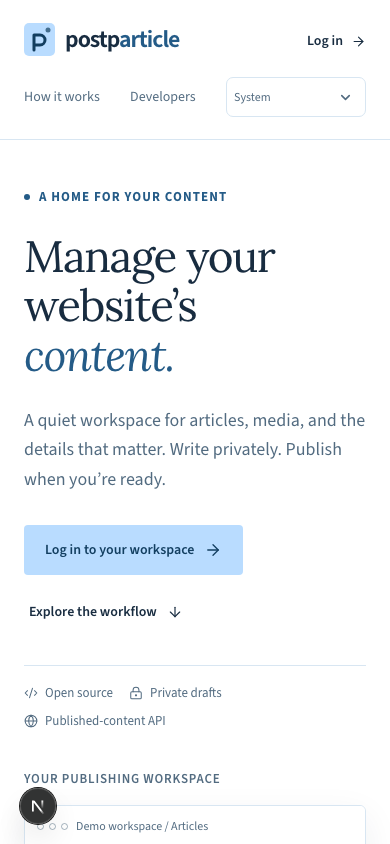 postparticle
Log in
How it works
Developers
System
A HOME FOR YOUR CONTENT
Manage your
website’s
content.
A quiet workspace for articles, media, and the
details that matter. Write privately. Publish
when you’re ready.
Log in to your workspace
Explore the workflow
Open source
Private drafts
Published-content API
YOUR PUBLISHING WORKSPACE
N
Demo workspace / Articles